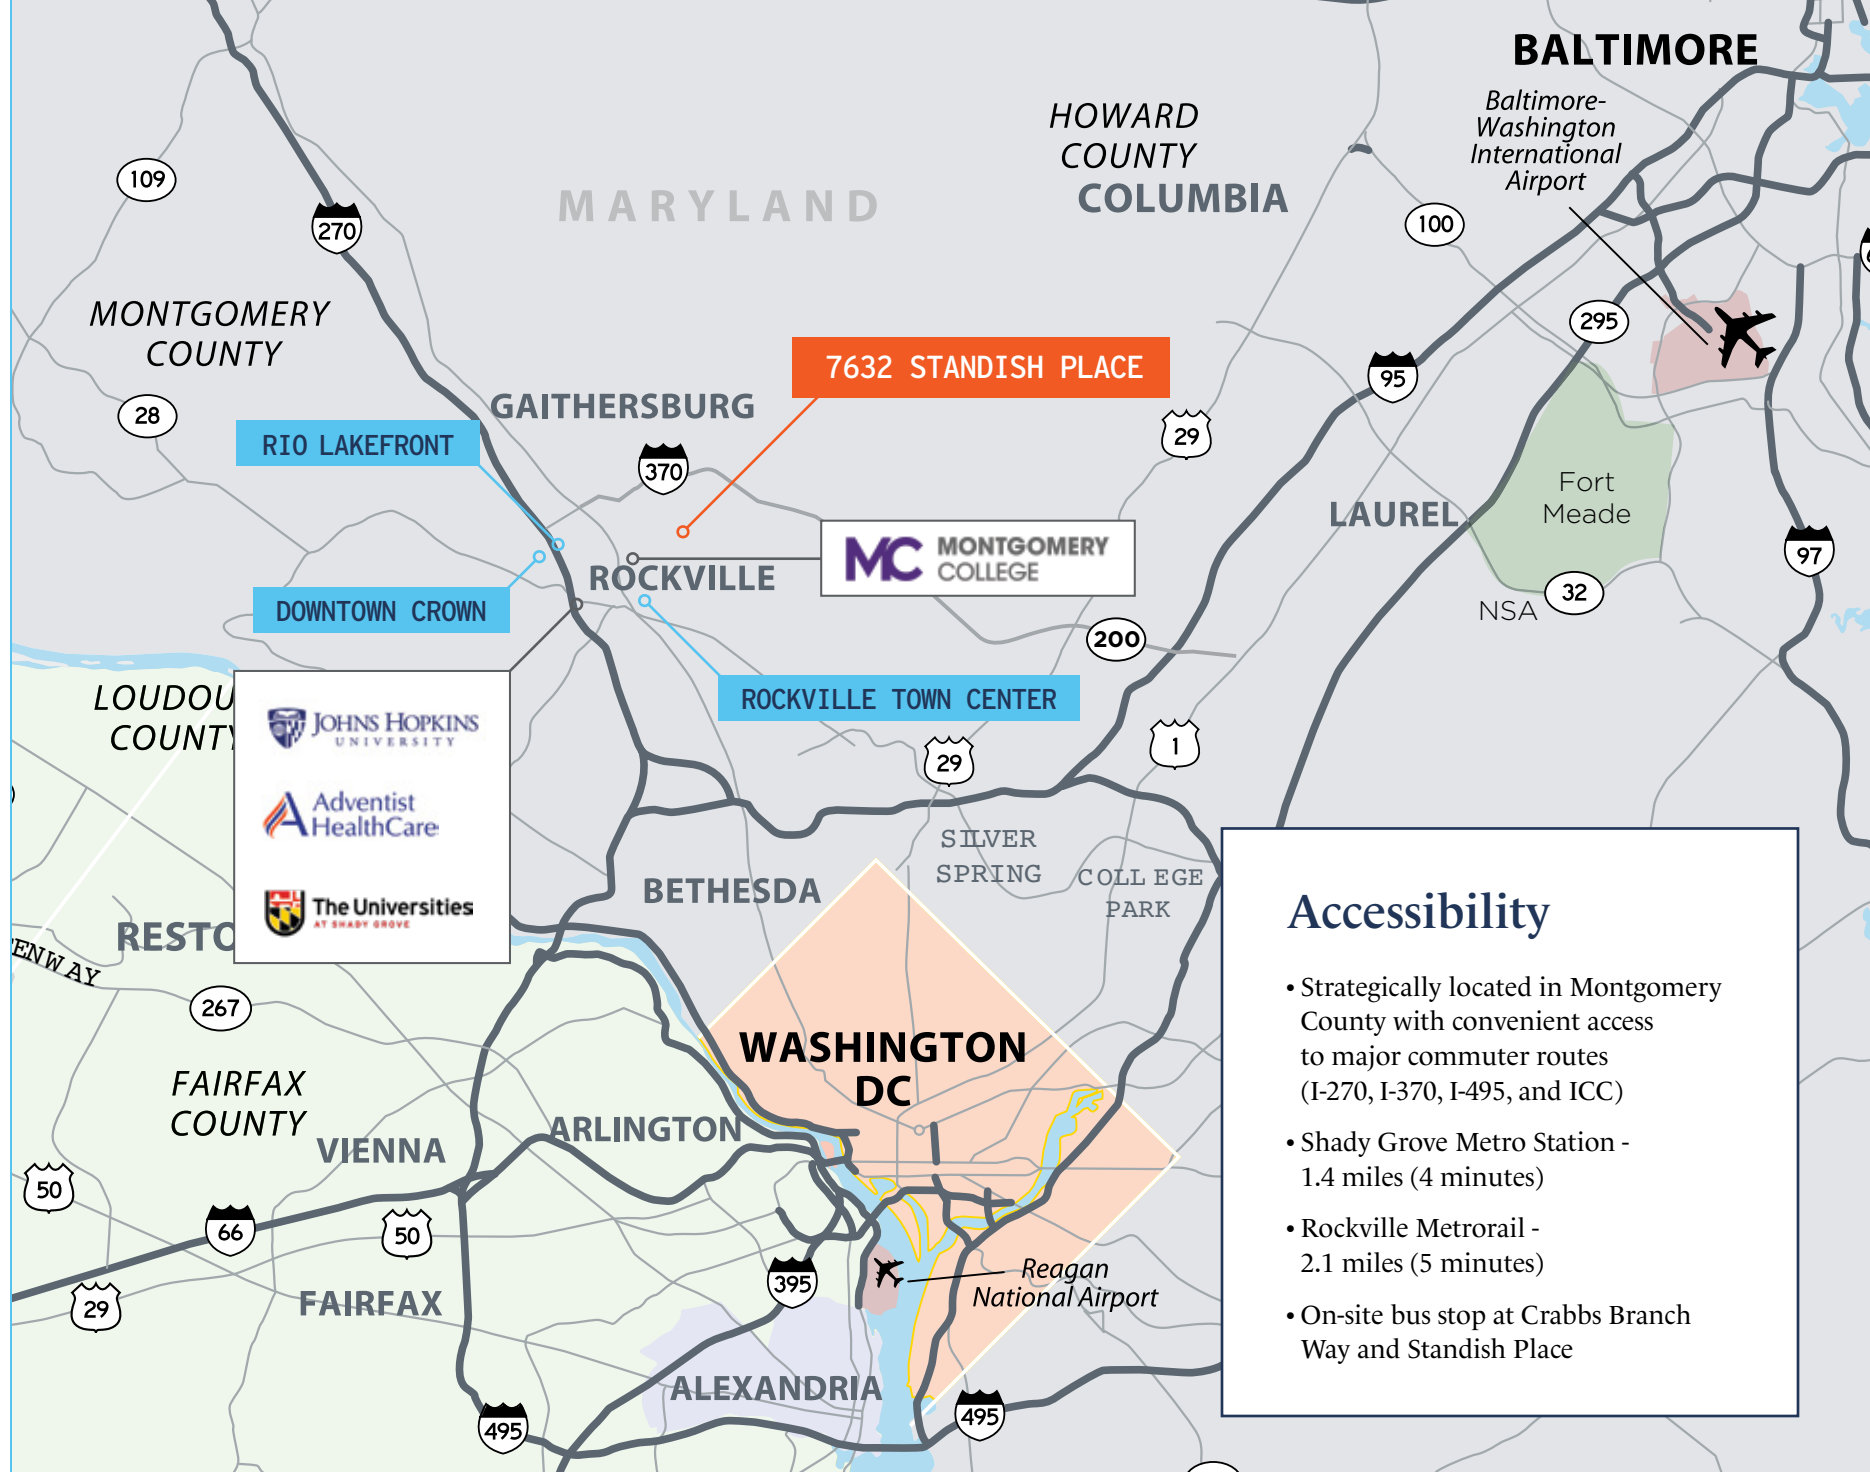 BALTIMORE
Baltimore-
Washington
International
Airport
HOWARD
COUNTY
COLUMBIA
MARYLAND
109
270
100
MONTGOMERY
COUNTY
295
7632 STANDISH PLACE
95
28
GAITHERSBURG
RIO LAKEFRONT
29
370
Fort
Meade
LAUREL
MC MONTGOMERY
COLLEGE
97
ROCKVILLE
32
NSA
DOWNTOWN CROWN
200
LOUDOU
COUNTY
ROCKVILLE TOWN CENTER
JOHNS HOPKINS
UNIVERSITY
1
29
Adventist
HealthCare
SILVER
SPRING
COLLEGE
PARK
BETHESDA
The Universities
AT SHADY GROVE
RESTO
ENWAY
267
Accessibility
• Strategically located in Montgomery
County with convenient access
to major commuter routes
(I-270, I-370, I-495, and ICC)
• Shady Grove Metro Station -
1.4 miles (4 minutes)
• Rockville Metrorail -
2.1 miles (5 minutes)
• On-site bus stop at Crabbs Branch
Way and Standish Place
WASHINGTON
DC
FAIRFAX
COUNTY
ARLINGTON
VIENNA
50
66
50
395
Reagan
National Airport
29
FAIRFAX
ALEXANDRIA
495
495